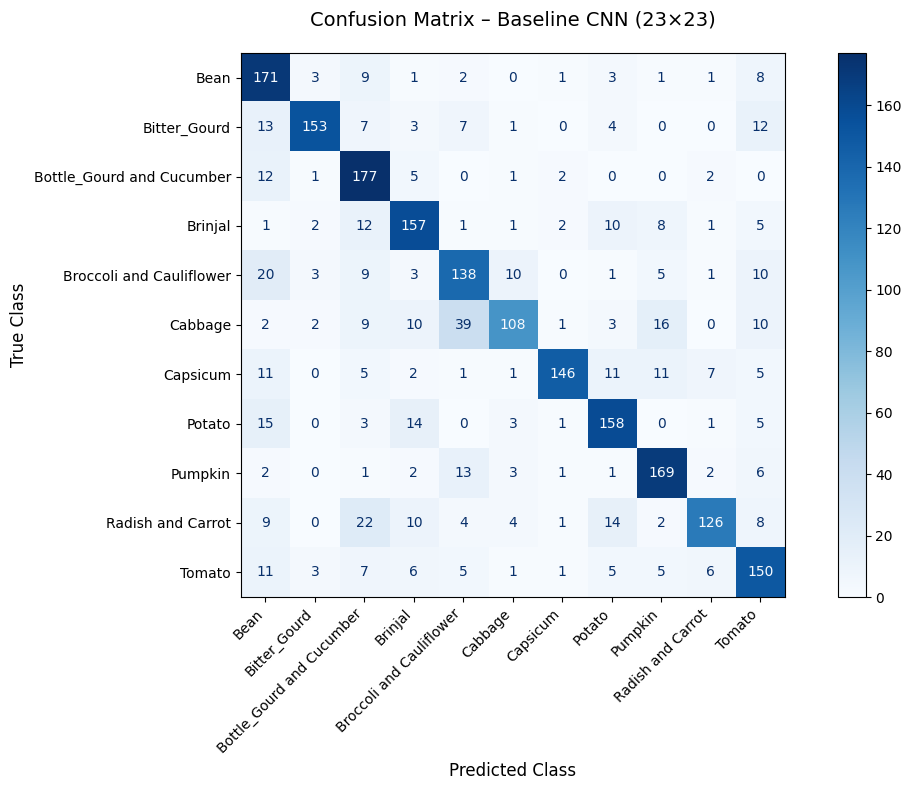 Confusion Matrix – Baseline CNN (23×23)
Bean 171 3 9 1 2 0 1 3 1 1 8
Bitter_Gourd 13 153 7 3 7 1 0 4 0 0 12
Bottle_Gourd and Cucumber 12 1 177 5 0 1 2 0 0 2 0
Brinjal 1 2 12 157 1 1 2 10 8 1 5
Broccoli and Cauliflower 20 3 9 3 138 10 0 1 5 1 10
Cabbage 2 2 9 10 39 108 1 3 16 0 10
Capsicum 11 0 5 2 1 1 146 11 11 7 5
Potato 15 0 3 14 0 3 1 158 0 1 5
Pumpkin 2 0 1 2 13 3 1 1 169 2 6
Radish and Carrot 9 0 22 10 4 4 1 14 2 126 8
Tomato 11 3 7 6 5 1 1 5 5 6 150
True Class
Bean
Bitter_Gourd
Bottle_Gourd and Cucumber
Brinjal
Broccoli and Cauliflower
Cabbage
Capsicum
Potato
Pumpkin
Radish and Carrot
Tomato
Predicted Class
160
140
120
100
80
60
40
20
0